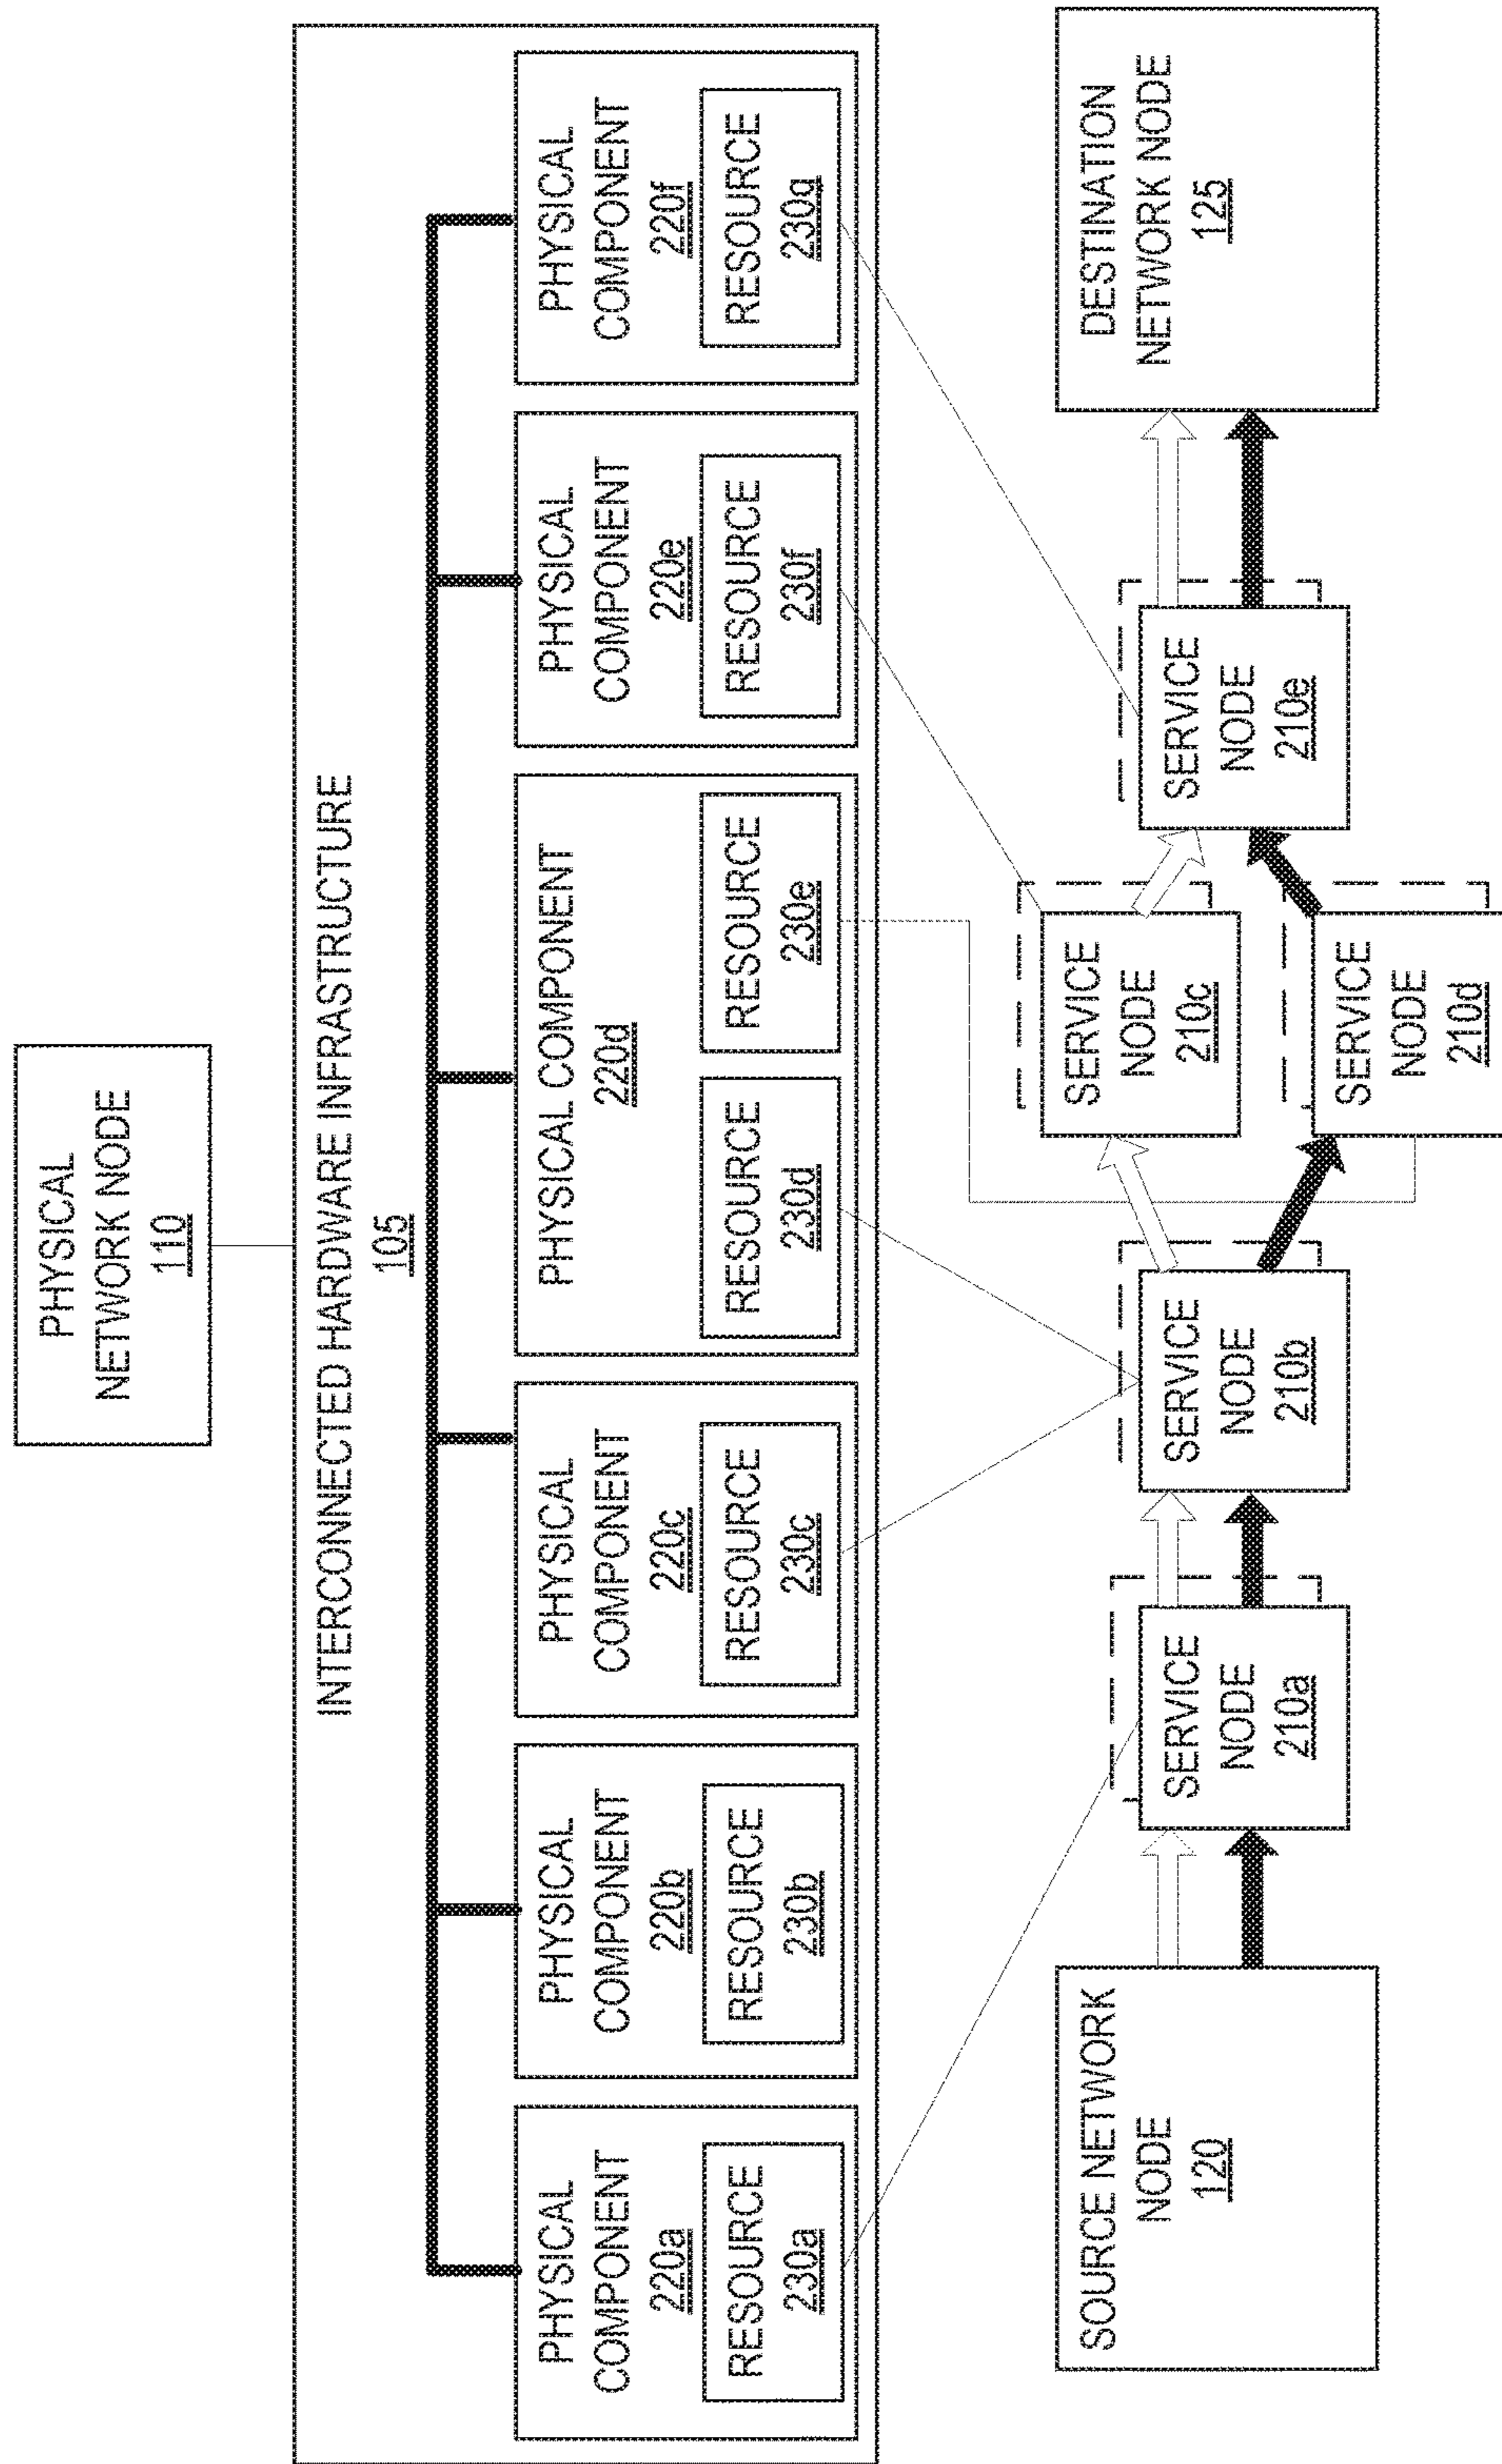 PHYSICAL
NETWORK NODE
110
INTERCONNECTED HARDWARE INFRASTRUCTURE
105
PHYSICAL
COMPONENT
220a
RESOURCE
230a
PHYSICAL
COMPONENT
220b
RESOURCE
230b
PHYSICAL
COMPONENT
220c
RESOURCE
230c
PHYSICAL COMPONENT
220d
RESOURCE
230d
RESOURCE
230e
PHYSICAL
COMPONENT
220e
RESOURCE
230f
PHYSICAL
COMPONENT
220f
RESOURCE
230g
SOURCE NETWORK
NODE
120
SERVICE
NODE
210a
SERVICE
NODE
210b
SERVICE
NODE
210c
SERVICE
NODE
210d
SERVICE
NODE
210e
DESTINATION
NETWORK NODE
125